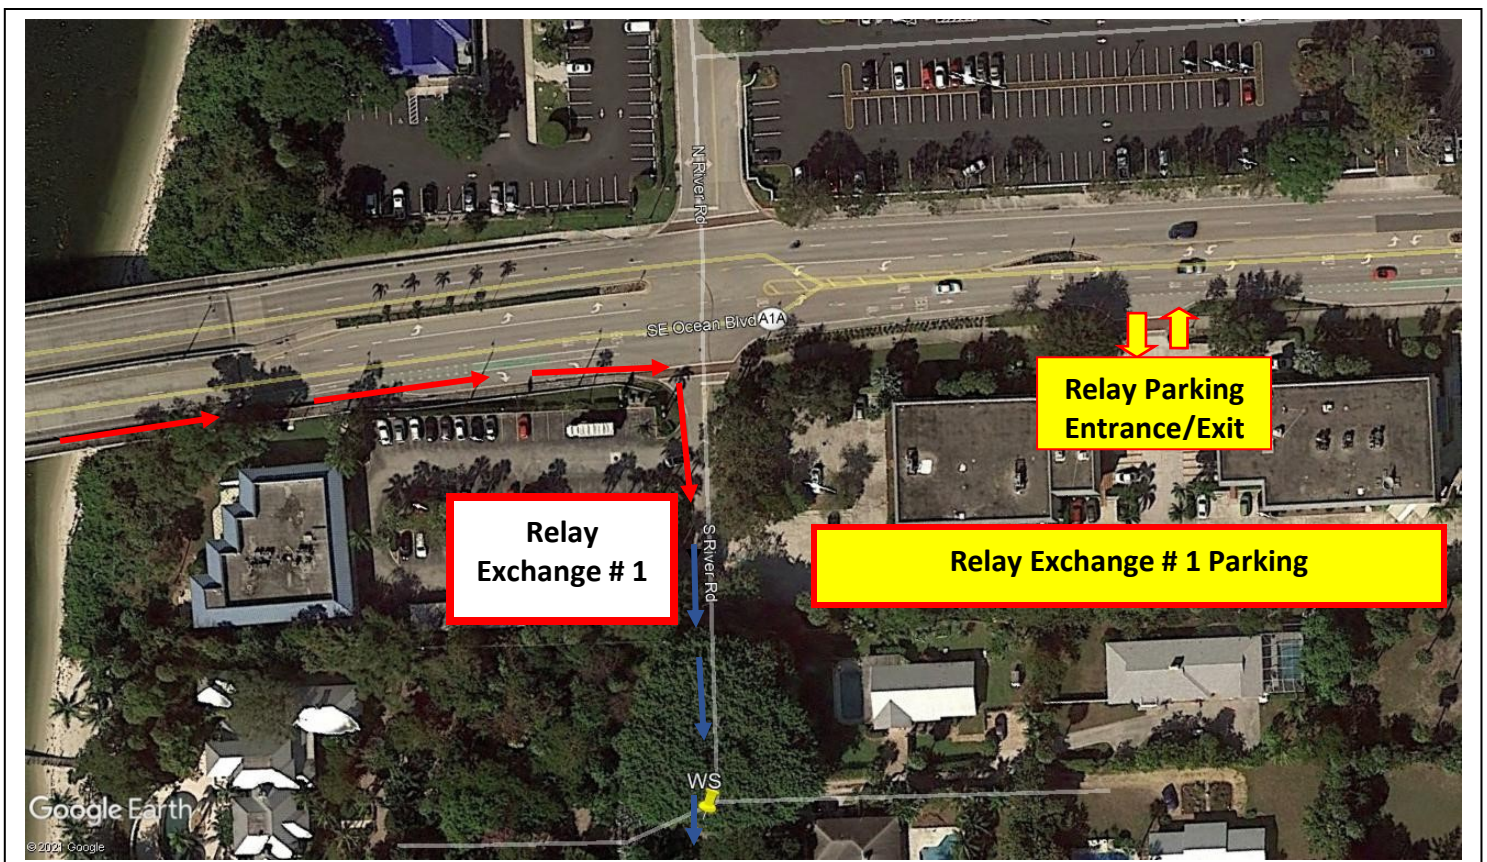 N River Rd
SE Ocean Blvd
A1A
Relay Parking
Entrance/Exit
Relay
Exchange # 1
S River Rd
Relay Exchange # 1 Parking
WS
Google Earth
© 2021 Google